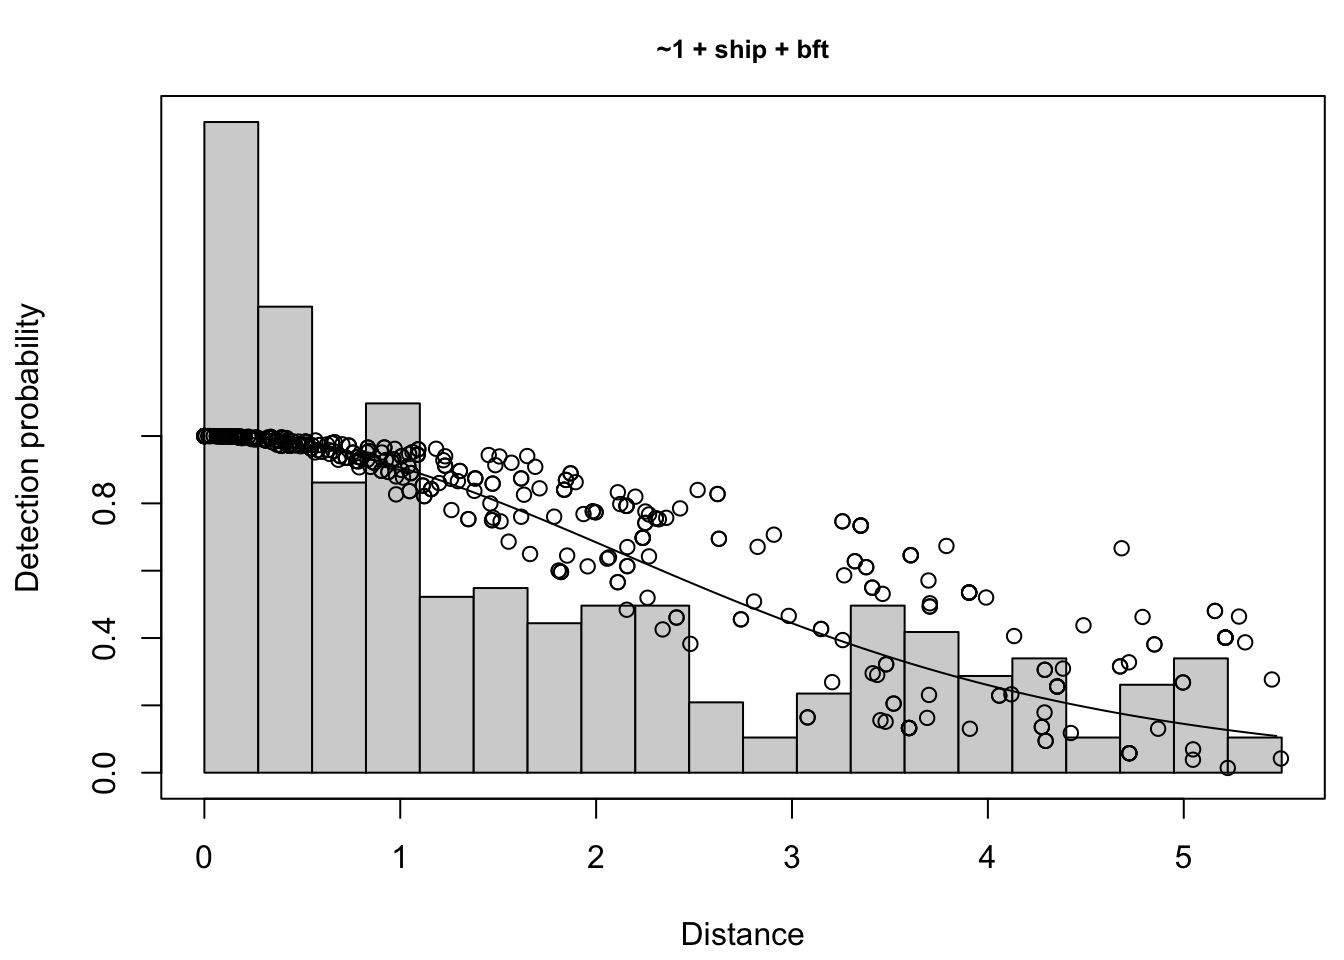 ~1 + ship + bft
Detection probability
0.8
0.4
0.0
0 1 2 3 4 5
Distance